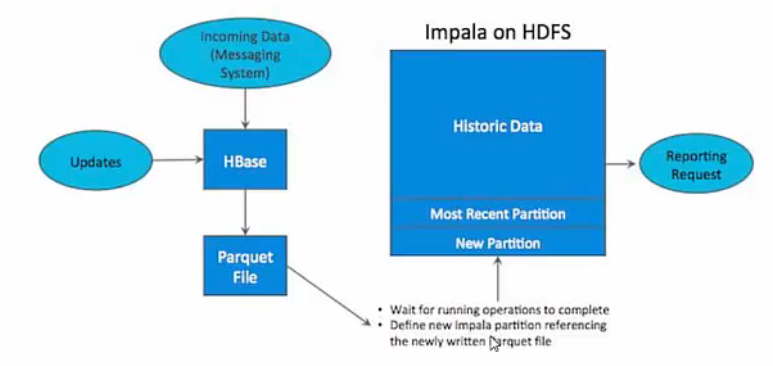 Impala on HDFS
Incoming Data
(Messaging
System)
Historic Data
Updates
HBase
Reporting
Request
Most Recent Partition
New Partition
Parquet
File
• Wait for running operations to complete
• Define new Impala partition referencing
the newly written Parquet file